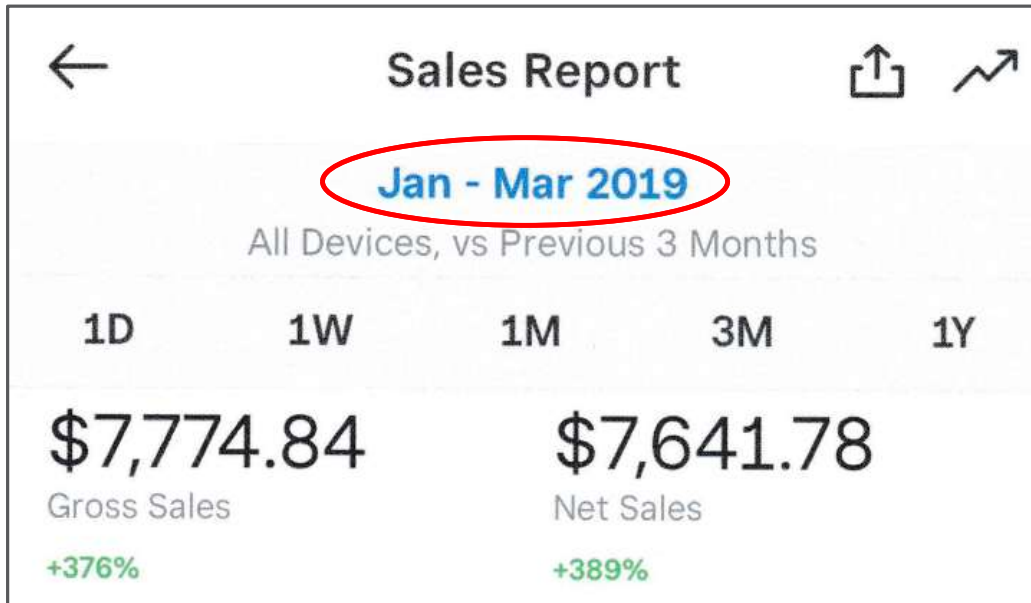 Sales Report
Jan - Mar 2019
All Devices, vs Previous 3 Months
1D 1W 1M 3M 1Y
$7,774.84 $7,641.78
Gross Sales Net Sales
+376% +389%